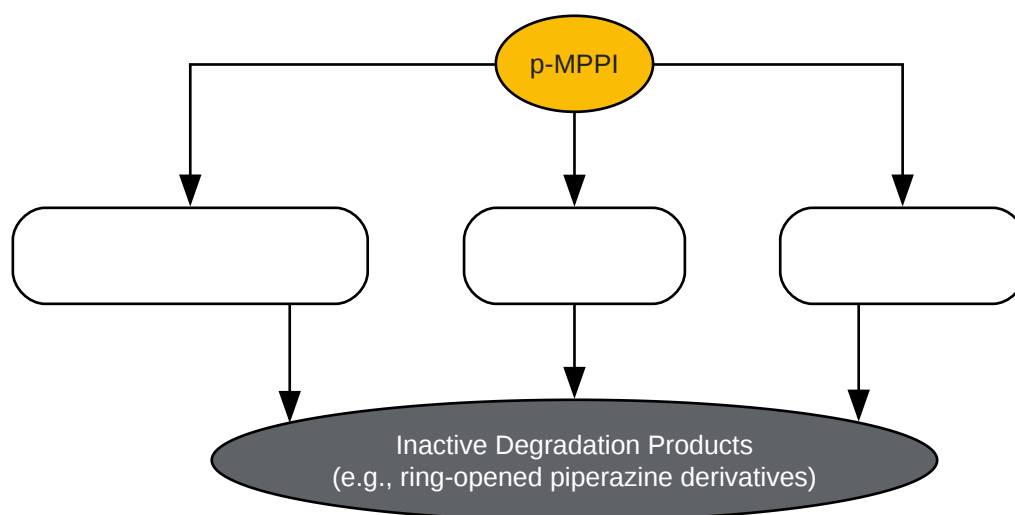 p-MPPI
Inactive Degradation Products
(e.g., ring-opened piperazine derivatives)